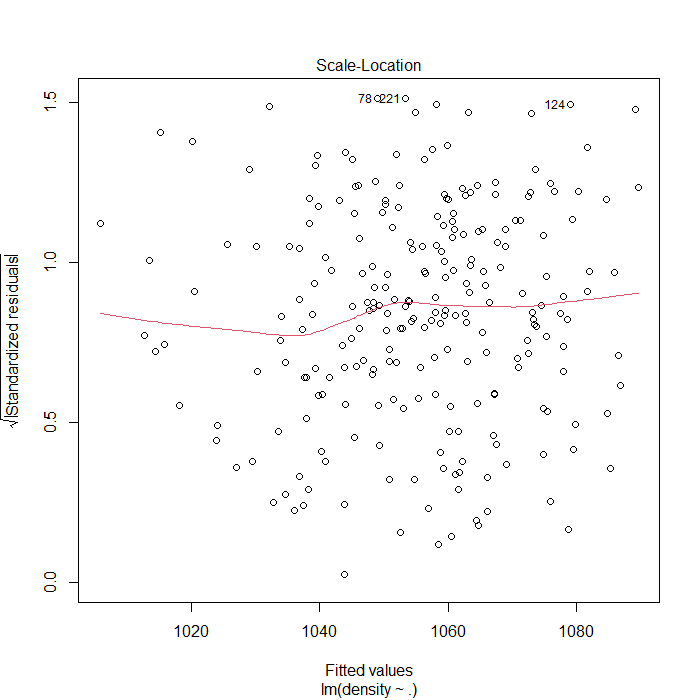 Scale-Location
78 221
124
1.5
1.0
0.5
0.0
√|Standardized residuals|
1020 1040 1060 1080
Fitted values
lm(density ~ .)